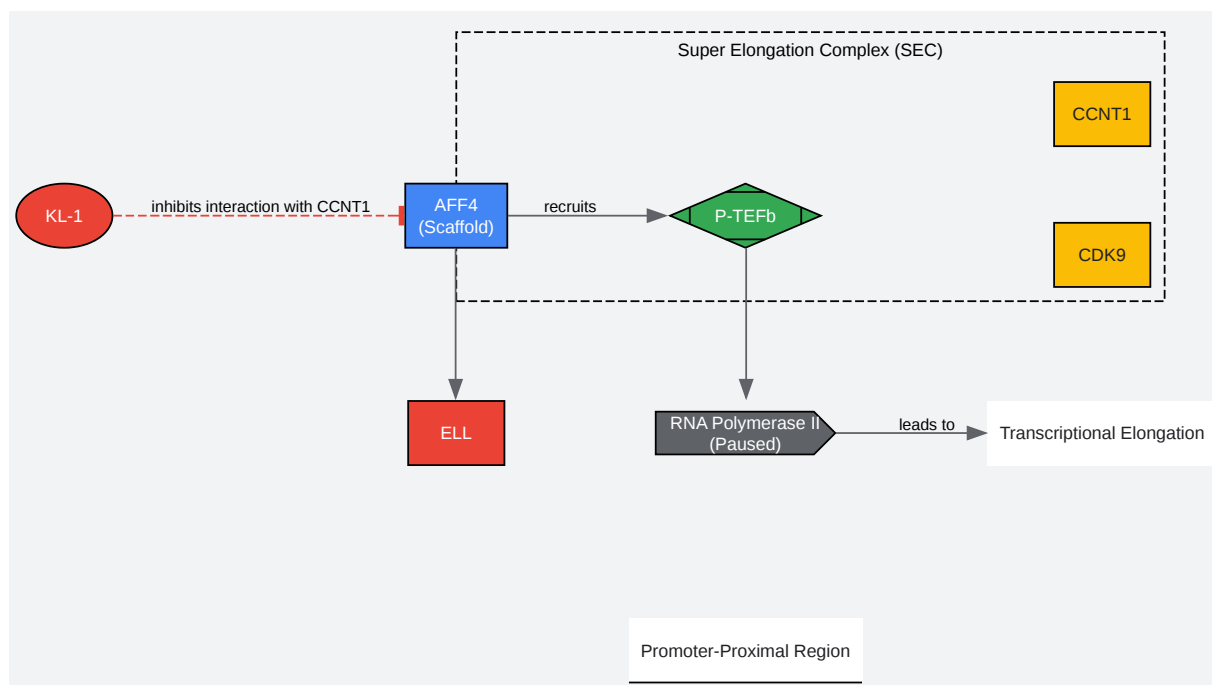 Super Elongation Complex (SEC)
CCNT1
KL-1
inhibits interaction with CCNT1
AFF4
(Scaffold)
recruits
P-TEFb
CDK9
ELL
RNA Polymerase II
(Paused)
leads to
Transcriptional Elongation
Promoter-Proximal Region